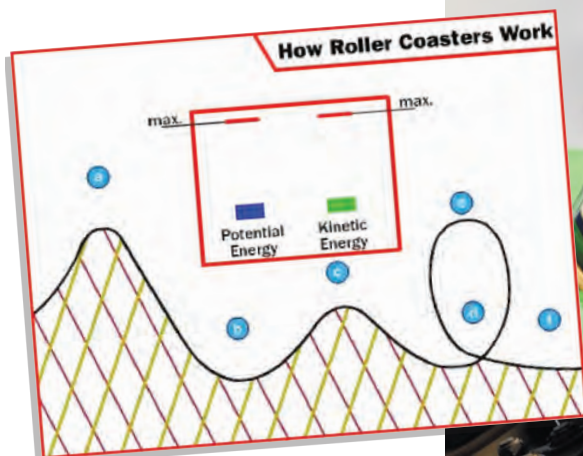 How Roller Coasters Work
max.
max.
Potential
Energy
Kinetic
Energy
a
b
c
d
e
f